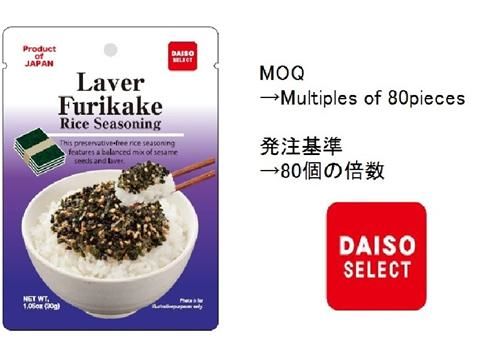 Product
of
JAPAN
DAISO
SELECT
Laver
Furikake
Rice Seasoning
This preservative-free rice seasoning
features a balanced mix of sesame
seeds and laver.
NET WT.
1.05oz (30g)
Photo is for
illustrative purposes only.
MOQ
→Multiples of 80pieces
発注基準
→80個の倍数
DAISO
SELECT